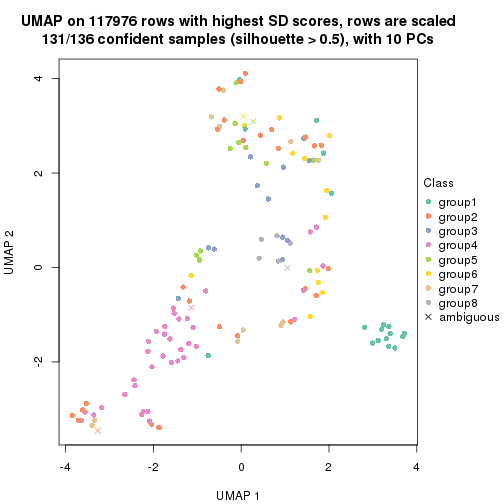 UMAP on 117976 rows with highest SD scores, rows are scaled
131/136 confident samples (silhouette > 0.5), with 10 PCs
4
2
0
-2
UMAP 2
-4
-2
0
2
4
UMAP 1
Class
group1
group2
group3
group4
group5
group6
group7
group8
ambiguous